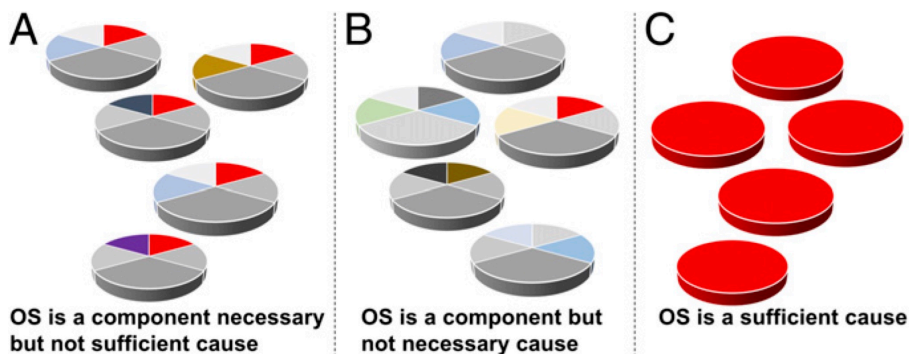 A
B
C
OS is a component necessary
but not sufficient cause
OS is a component but
not necessary cause
OS is a sufficient cause